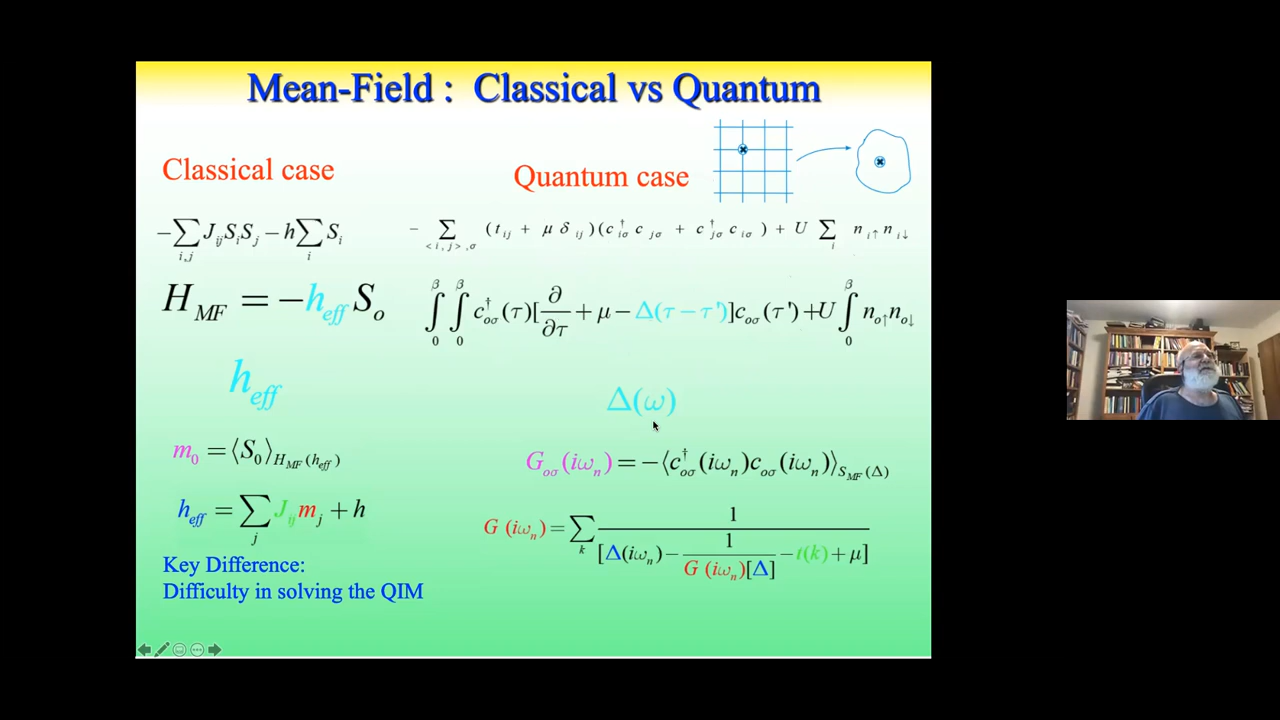 Mean-Field : Classical vs Quantum
Classical case
Quantum case
−∑_{i,j} J_{ij}S_iS_j − h∑_i S_i
− ∑_{<i,j>,σ} (t_{ij} + μδ_{ij})(c†_{iσ}c_{jσ} + c†_{jσ}c_{iσ}) + U ∑_i n_{i↑}n_{i↓}
H_{MF} = −h_{eff} S_o
∫_0^β ∫_0^β c†_{oσ}(τ)[∂/∂τ + μ − Δ(τ − τ')]c_{oσ}(τ') + U ∫_0^β n_{o↑}n_{o↓}
h_{eff}
Δ(ω)
m_0 = ⟨S_0⟩_{H_{MF}(h_{eff})}
G_{oσ}(iω_n) = −⟨c†_{oσ}(iω_n)c_{oσ}(iω_n)⟩_{S_{MF}(Δ)}
h_{eff} = ∑_j J_{ij}m_j + h
G (iω_n) = ∑_k 1/[Δ(iω_n) − 1/G (iω_n)[Δ] − t(k) + μ]
Key Difference:
Difficulty in solving the QIM